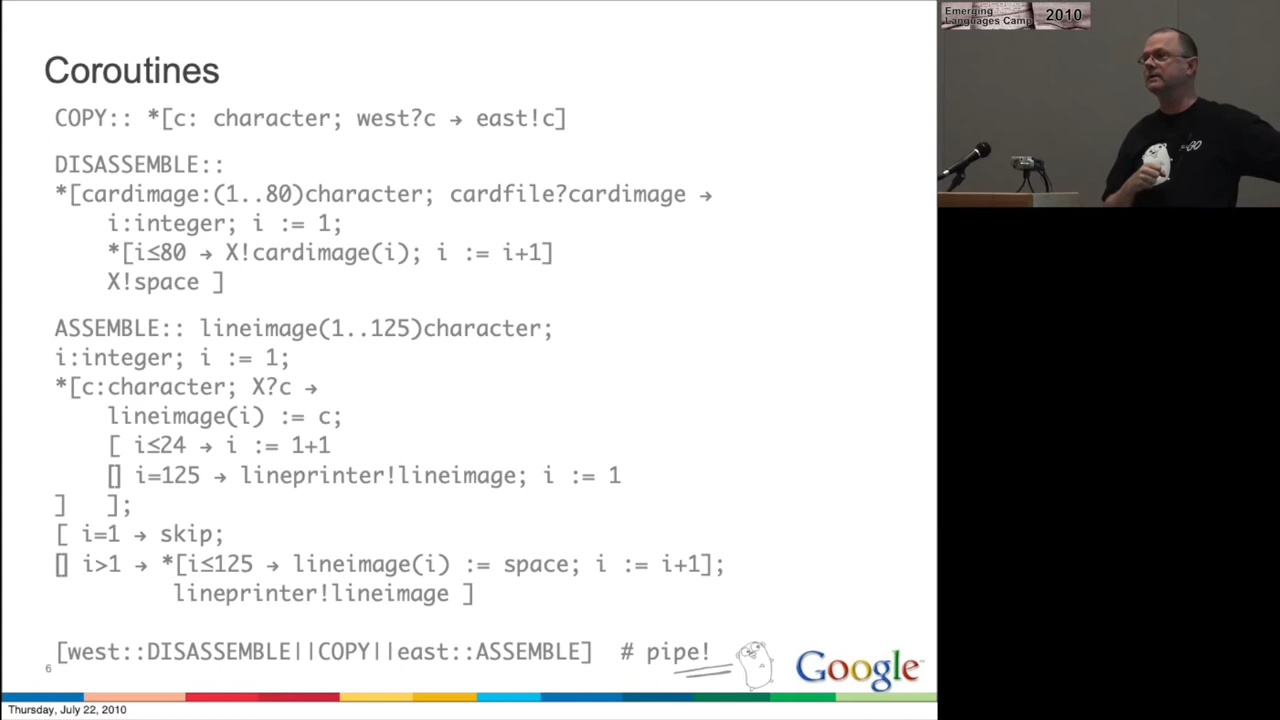 Coroutines
COPY:: *[c: character; west?c → east!c]
DISASSEMBLE::
*[cardimage:(1..80)character; cardfile?cardimage →
i:integer; i := 1;
*[i≤80 → X!cardimage(i); i := i+1]
X!space ]
ASSEMBLE:: lineimage(1..125)character;
i:integer; i := 1;
*[c:character; X?c →
lineimage(i) := c;
[ i≤24 → i := 1+1
[] i=125 → lineprinter!lineimage; i := 1
] ];
[ i=1 → skip;
[] i>1 → *[i≤125 → lineimage(i) := space; i := i+1];
lineprinter!lineimage ]
[west::DISASSEMBLE||COPY||east::ASSEMBLE] # pipe!
6
Google™
Thursday, July 22, 2010
Emerging
Languages Camp 2010
GO